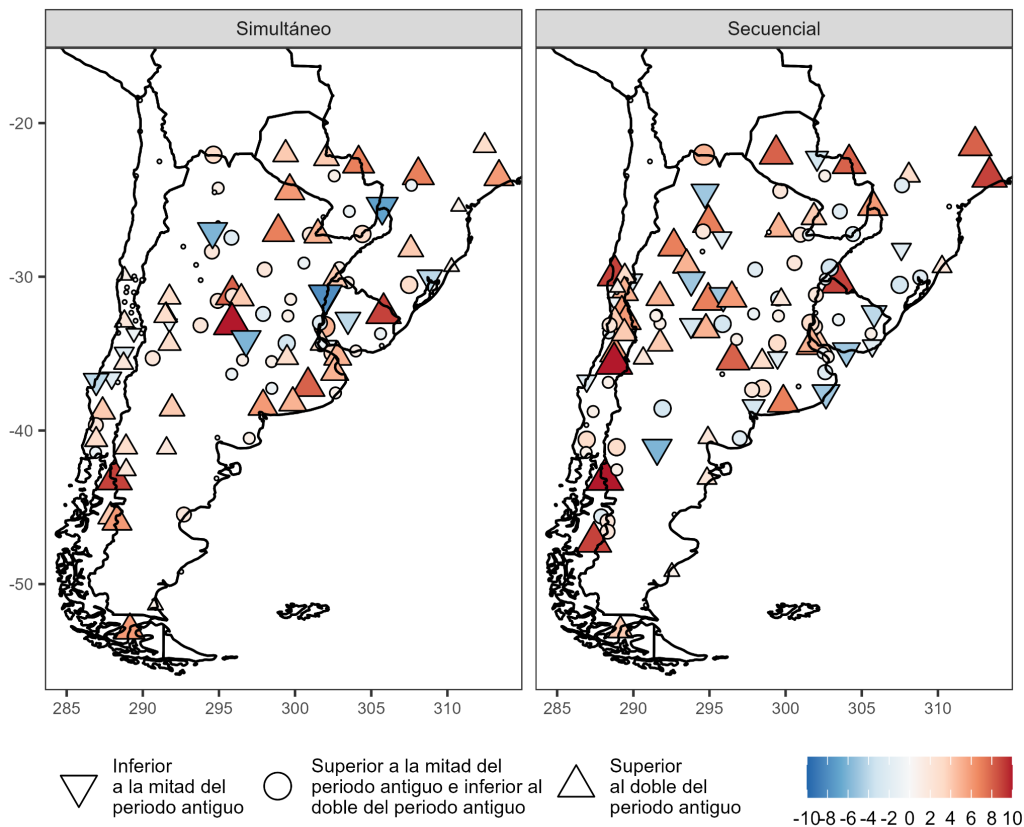 Simultáneo
Secuencial
-20
-30
-40
-50
285 290 295 300 305 310
285 290 295 300 305 310
Inferior
a la mitad del
periodo antiguo
Superior a la mitad del
periodo antiguo e inferior al
doble del periodo antiguo
Superior
al doble del
periodo antiguo
-10 -8 -6 -4 -2 0 2 4 6 8 10